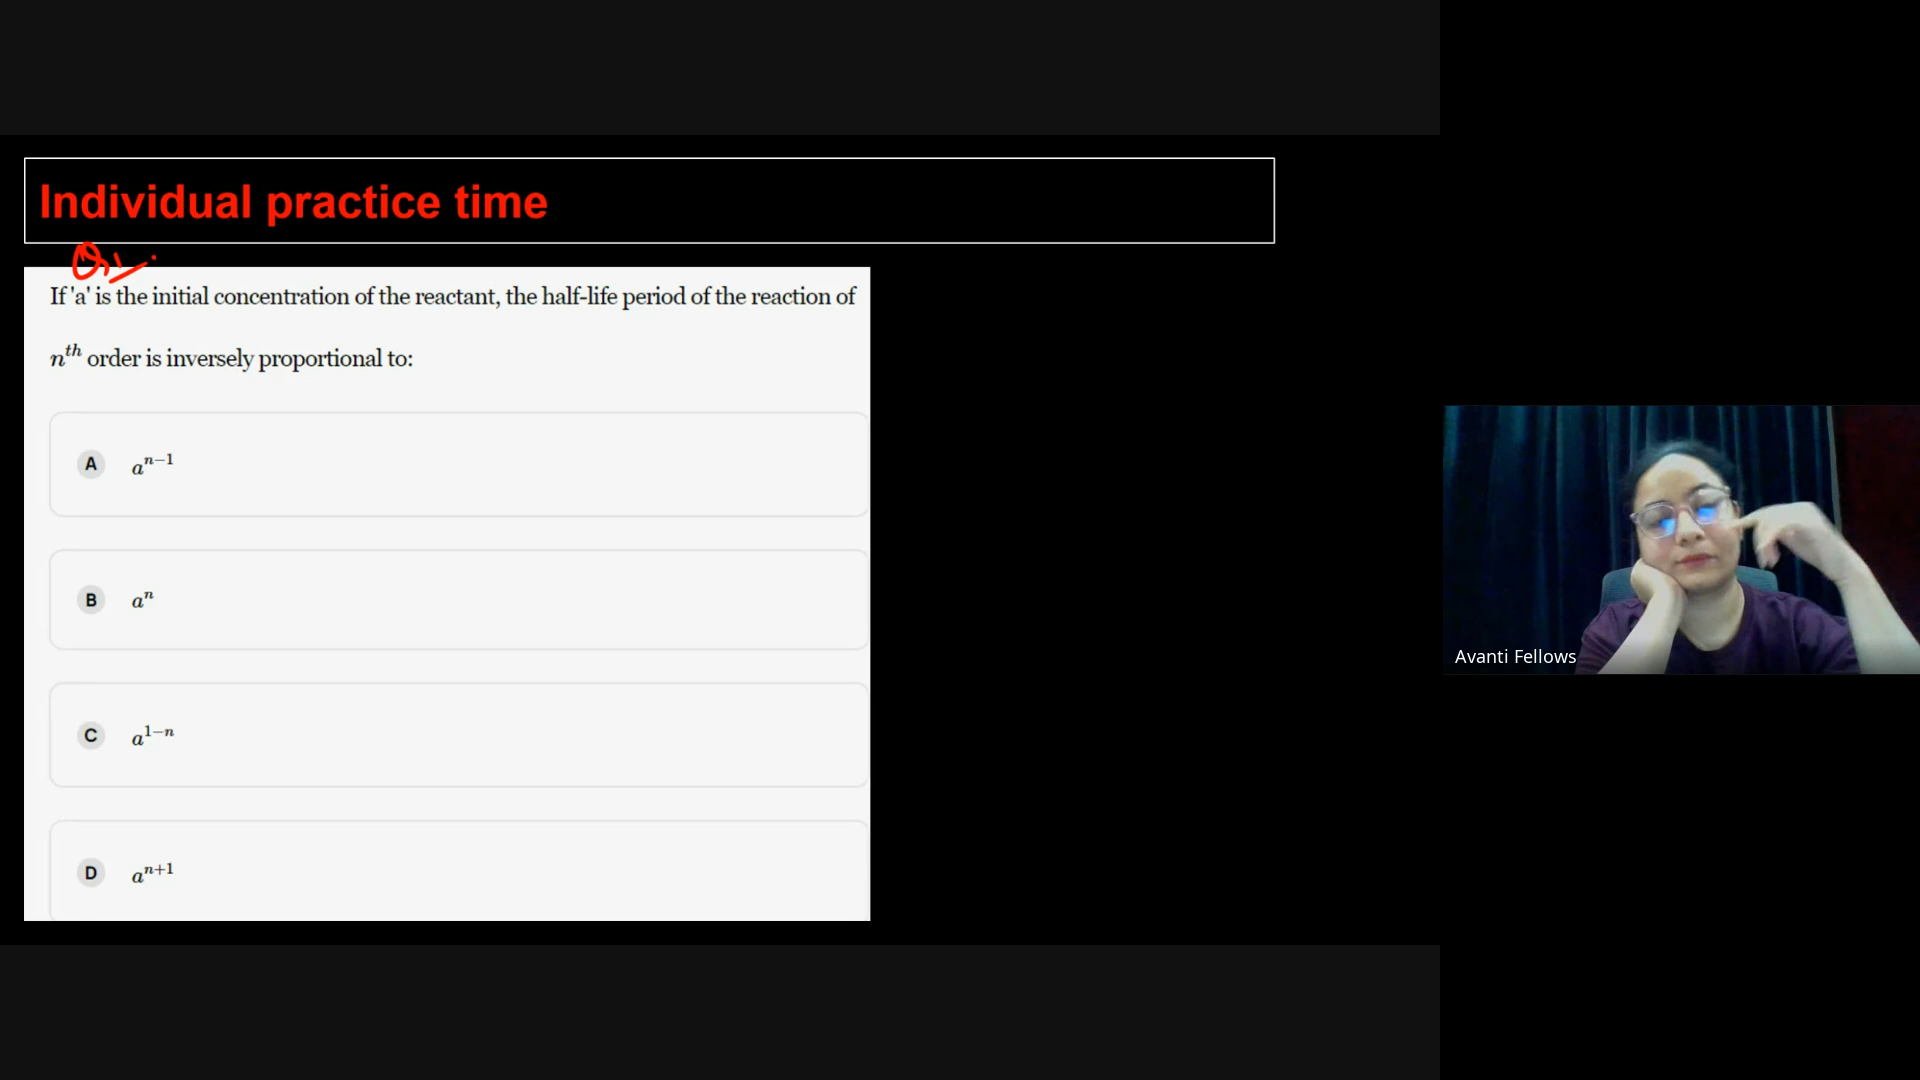 Individual practice time
Q1.
If 'a' is the initial concentration of the reactant, the half-life period of the reaction of
n^{th} order is inversely proportional to:
A a^{n-1}
B a^{n}
C a^{1-n}
D a^{n+1}
Avanti Fellows